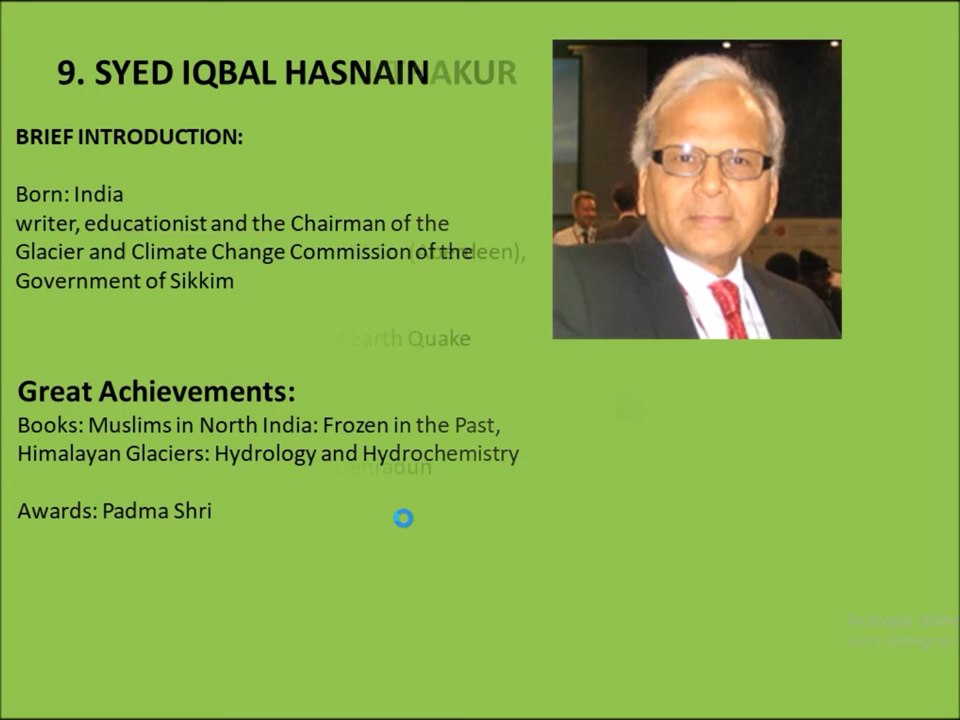 9. SYED IQBAL HASNAIN AKUR
BRIEF INTRODUCTION:
Born: India
writer, educationist and the Chairman of the
Glacier and Climate Change Commission of the
Government of Sikkim
Earth Quake
Great Achievements:
Books: Muslims in North India: Frozen in the Past,
Himalayan Glaciers: Hydrology and Hydrochemistry
Awards: Padma Shri